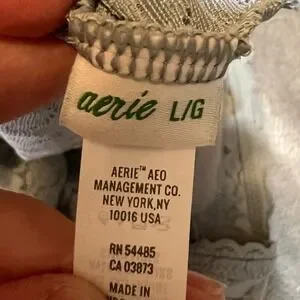 aerie L/G
AERIE™ AEO
MANAGEMENT CO.
NEW YORK,NY
10016 USA
RN 54485
CA 03873
MADE IN